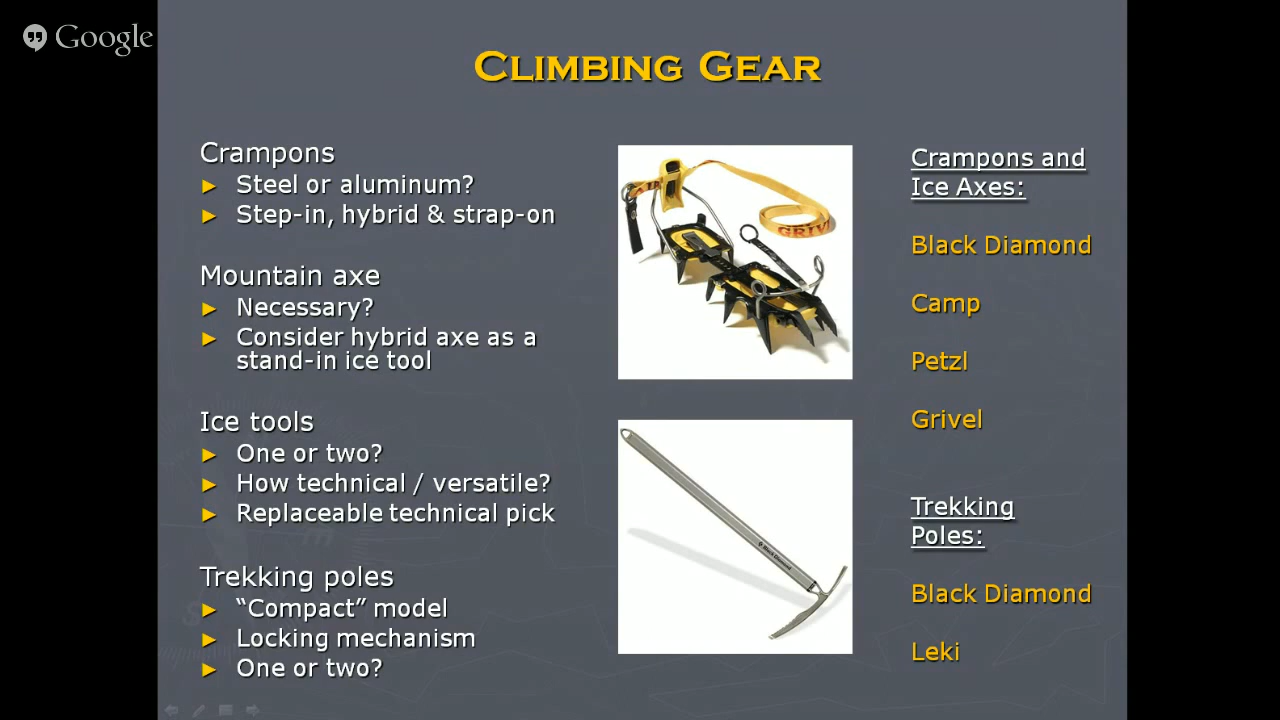 Google
Climbing Gear
Crampons
► Steel or aluminum?
► Step-in, hybrid & strap-on
Mountain axe
► Necessary?
► Consider hybrid axe as a
stand-in ice tool
Ice tools
► One or two?
► How technical / versatile?
► Replaceable technical pick
Trekking poles
► “Compact” model
► Locking mechanism
► One or two?
GRIV
Black Diamond
Crampons and
Ice Axes:
Black Diamond
Camp
Petzl
Grivel
Trekking
Poles:
Black Diamond
Leki